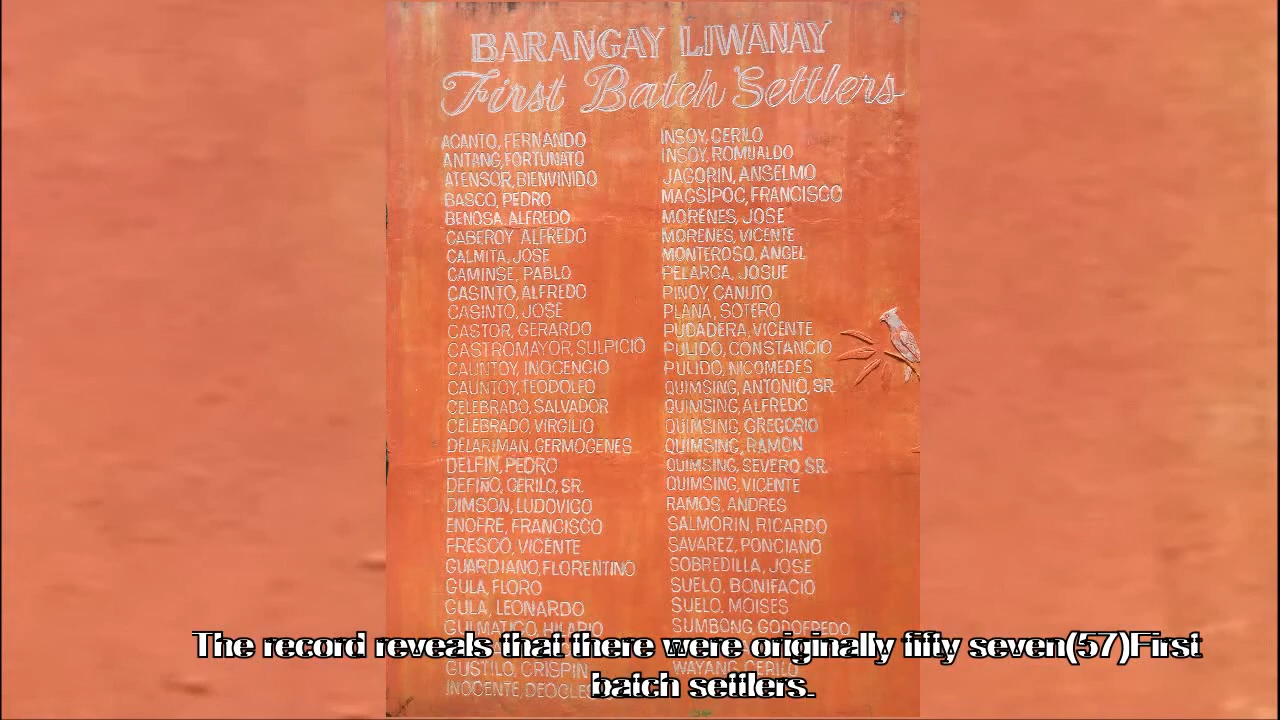 BARANGAY LIWANAY
First Batch Settlers
ACANTO, FERNANDO
ANTANG, FORTUNATO
ATENSOR, BIENVINIDO
BASCO, PEDRO
BENOSA, ALFREDO
CABEROY ALFREDO
CALMITA, JOSE
CAMINSE, PABLO
CASINTO, ALFREDO
CASINTO, JOSE
CASTOR, GERARDO
CASTROMAYOR, SULPICIO
CAUNTOY, INOCENCIO
CAUNTOY, TEODOLFO
CELEBRADO, SALVADOR
CELEBRADO, VIRGILIO
DELARIMAN, GERMOGENES
DELFIN, PEDRO
DEFIÑO, CERILO, SR.
DIMSON, LUDOVICO
ENOFRE, FRANCISCO
FRESCO, VICENTE
GUARDIANO, FLORENTINO
GULA, FLORO
GULA, LEONARDO
GULMATICO, HILARIO
GUSTILO, CRISPIN
INOCENTE,
INSOY, CERILO
INSOY, ROMUALDO
JAGORIN, ANSELMO
MAGSIPOC, FRANCISCO
MORENES, JOSE
MORENES, VICENTE
MONTEROSO, ANGEL
PELARCA, JOSUE
PINOY, CANUTO
PLANA, SOTERO
PUDADERA, VICENTE
PULIDO, CONSTANCIO
PULIDO, NICOMEDES
QUIMSING, ANTONIO, SR.
QUIMSING, ALFREDO
QUIMSING, GREGORIO
QUIMSING, RAMON
QUIMSING, SEVERO SR.
QUIMSING, VICENTE
RAMOS, ANDRES
SALMORIN, RICARDO
SAVAREZ, PONCIANO
SOBREDILLA, JOSE
SUELO, BONIFACIO
SUELO, MOISES
SUMBONG, GODOFREDO
WAYANG, CERILO
The record reveals that there were originally fifty seven(57)First
batch settlers.